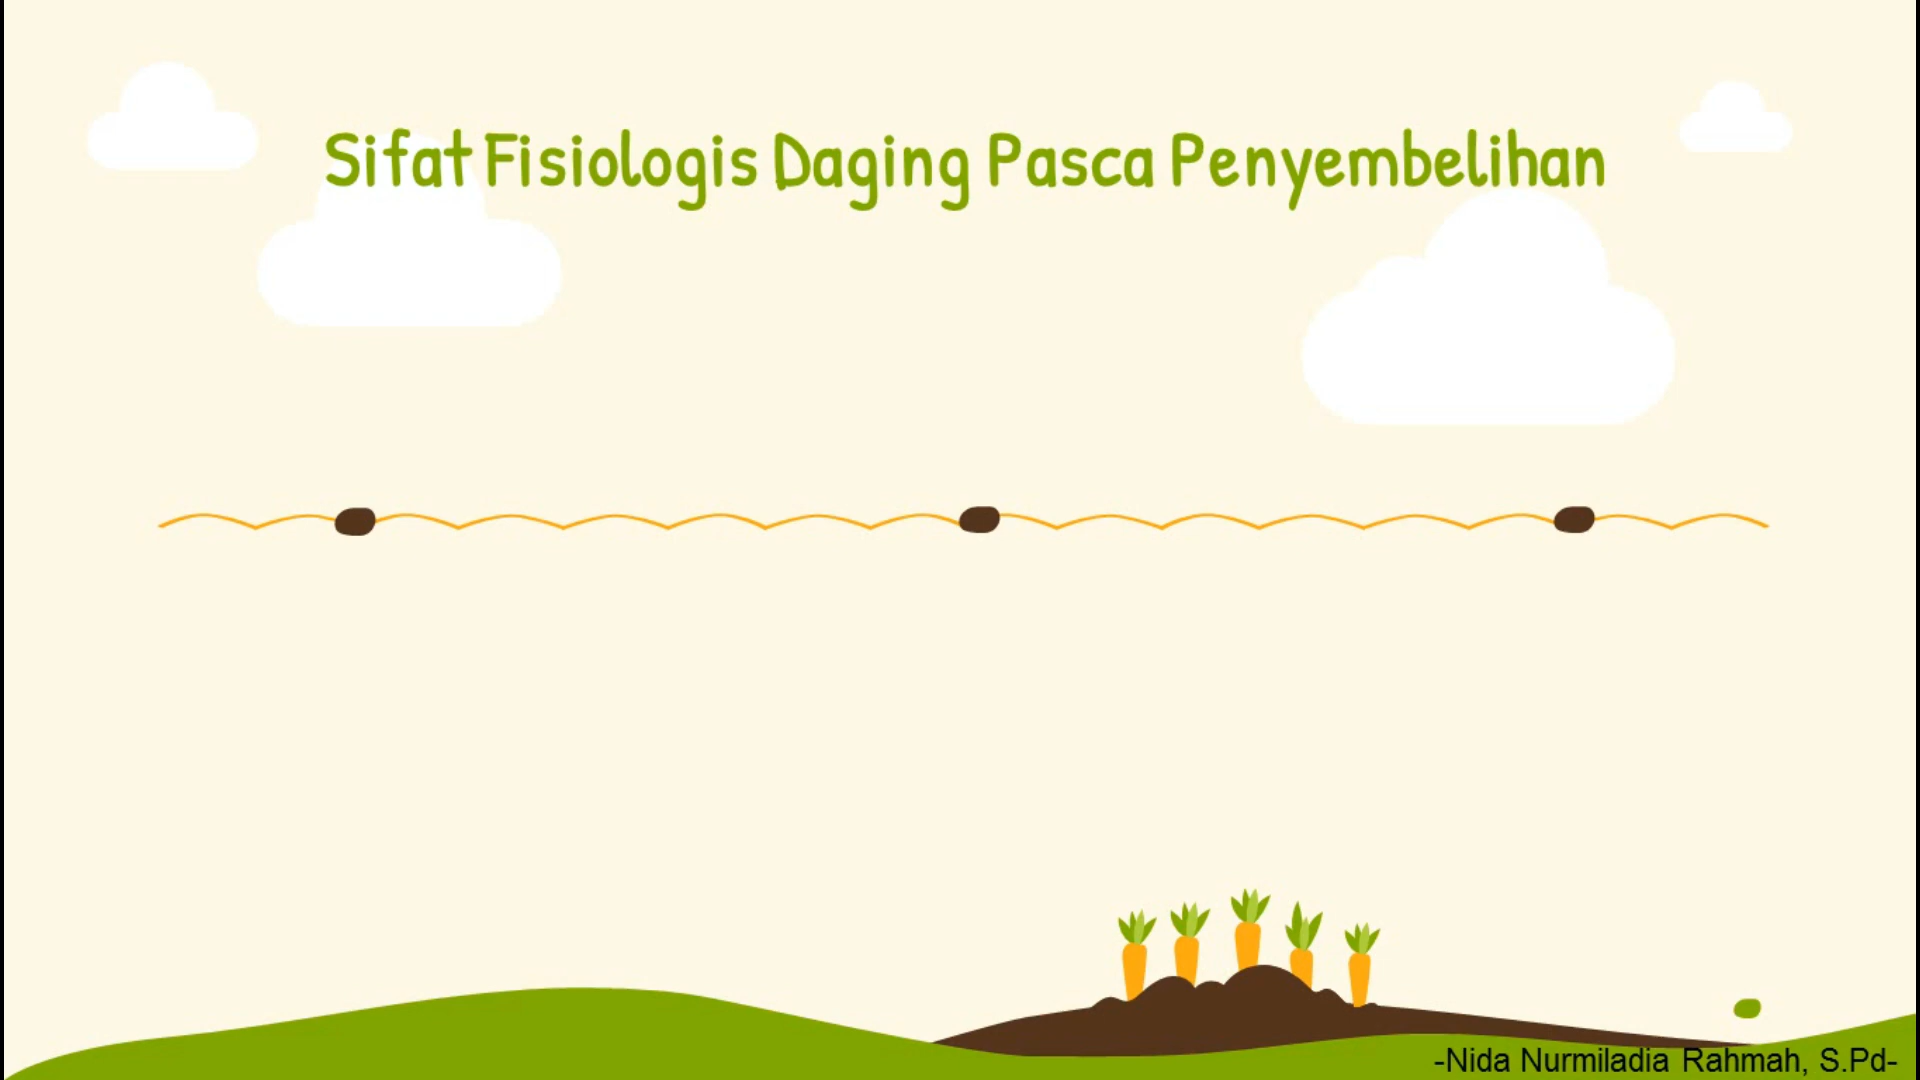 Sifat Fisiologis Daging Pasca Penyembelihan
-Nida Nurmiladia Rahmah, S.Pd-